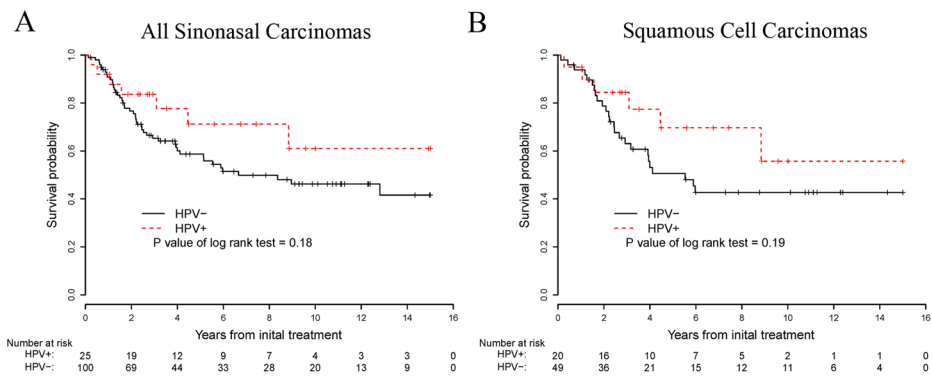 A
All Sinonasal Carcinomas
Survival probability
1.0
0.8
0.6
0.4
0.2
0.0
HPV−
HPV+
P value of log rank test = 0.18
0 2 4 6 8 10 12 14 16
Years from inital treatment
Number at risk
HPV+: 25 19 12 9 7 4 3 3 0
HPV−: 100 69 44 33 28 20 13 9 0
B
Squamous Cell Carcinomas
Survival probability
1.0
0.8
0.6
0.4
0.2
0.0
HPV−
HPV+
P value of log rank test = 0.19
0 2 4 6 8 10 12 14 16
Years from inital treatment
Number at risk
HPV+: 20 16 10 7 5 2 1 1 0
HPV−: 49 36 21 15 12 11 6 4 0